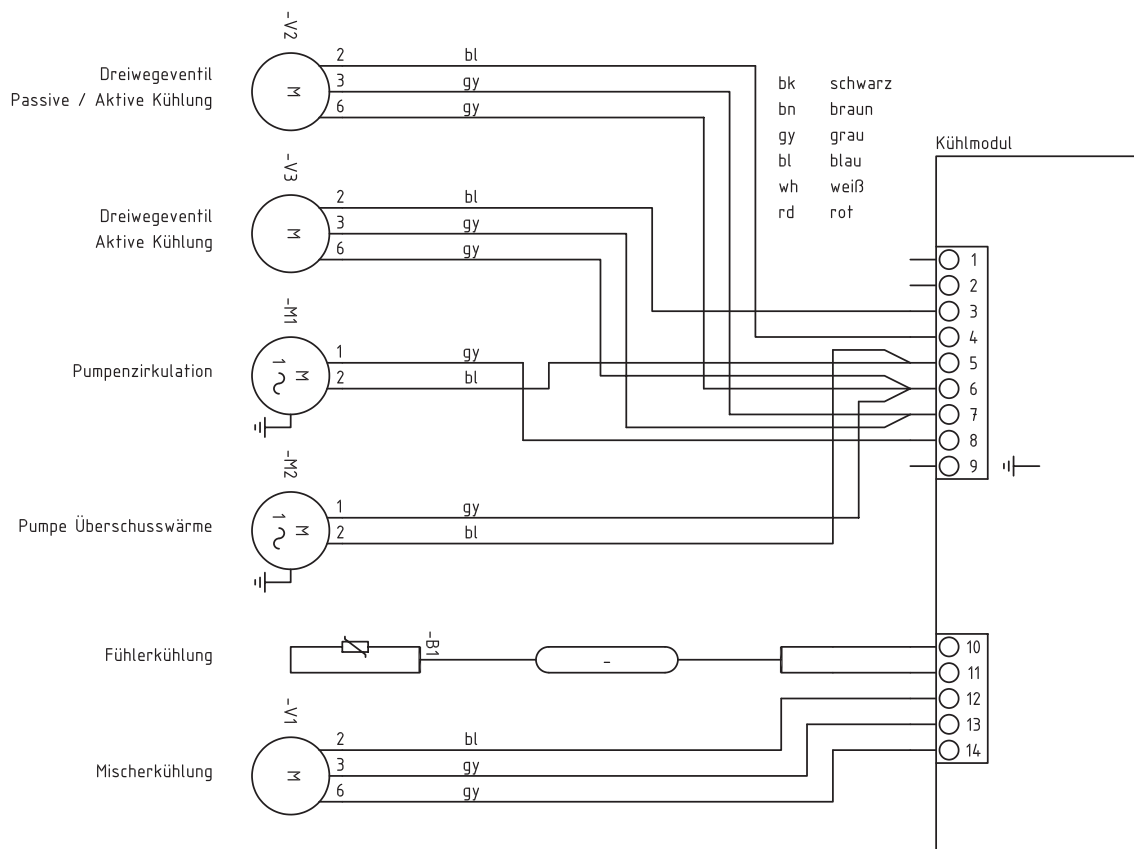 -V2
Dreiwegeventil
Passive / Aktive Kühlung
M
2 bl
3 gy
6 gy
bk schwarz
bn braun
gy grau
bl blau
wh weiß
rd rot
Kühlmodul
-V3
Dreiwegeventil
Aktive Kühlung
M
2 bl
3 gy
6 gy
-M1
Pumpenzirkulation
M
1
1 gy
2 bl
-M2
Pumpe Überschusswärme
M
1
1 gy
2 bl
1
2
3
4
5
6
7
8
9
Fühlerkühlung
-B1
-
10
11
12
13
14
-V1
Mischerkühlung
M
2 bl
3 gy
6 gy